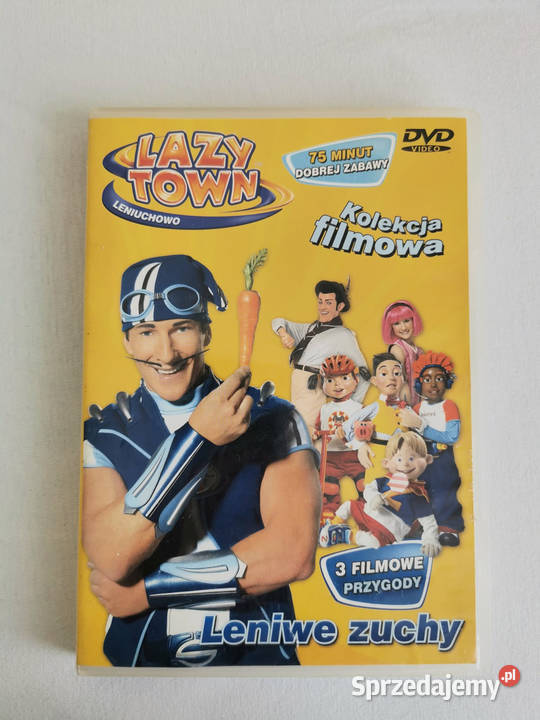 LAZY
TOWN
LENIUCHOWO
75 MINUT
DOBREJ ZABAWY
DVD
VIDEO
Kolekcja
filmowa
3 FILMOWE
PRZYGODY
Leniwe zuchy
Sprzedajemy.pl